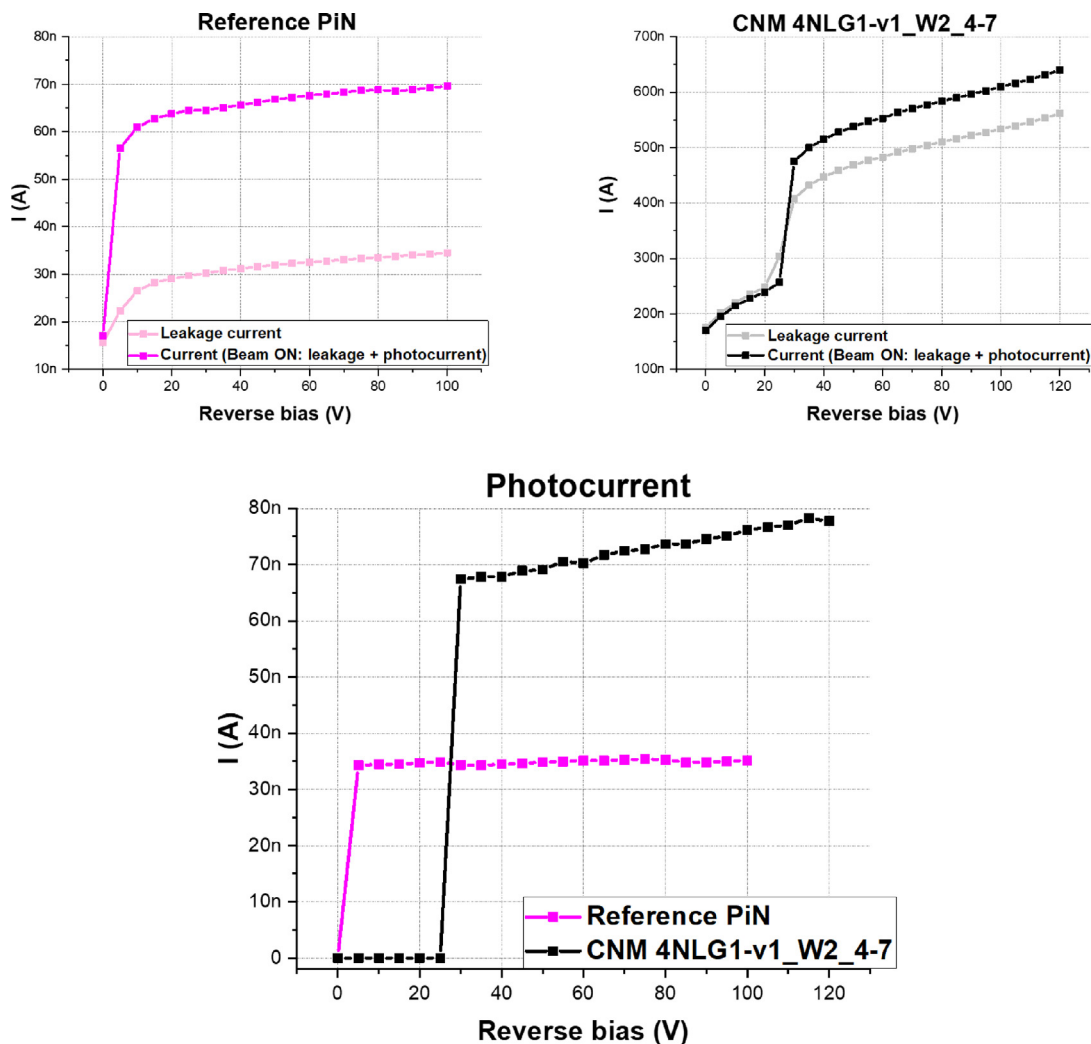 Reference PiN
80n
70n
60n
50n
40n
30n
20n
10n
I (A)
0 20 40 60 80 100
Reverse bias (V)
Leakage current
Current (Beam ON: leakage + photocurrent)
CNM 4NLG1-v1_W2_4-7
700n
600n
500n
400n
300n
200n
100n
I (A)
0 20 40 60 80 100 120
Reverse bias (V)
Leakage current
Current (Beam ON: leakage + photocurrent)
Photocurrent
80n
70n
60n
50n
40n
30n
20n
10n
0
I (A)
0 20 40 60 80 100 120
Reverse bias (V)
Reference PiN
CNM 4NLG1-v1_W2_4-7